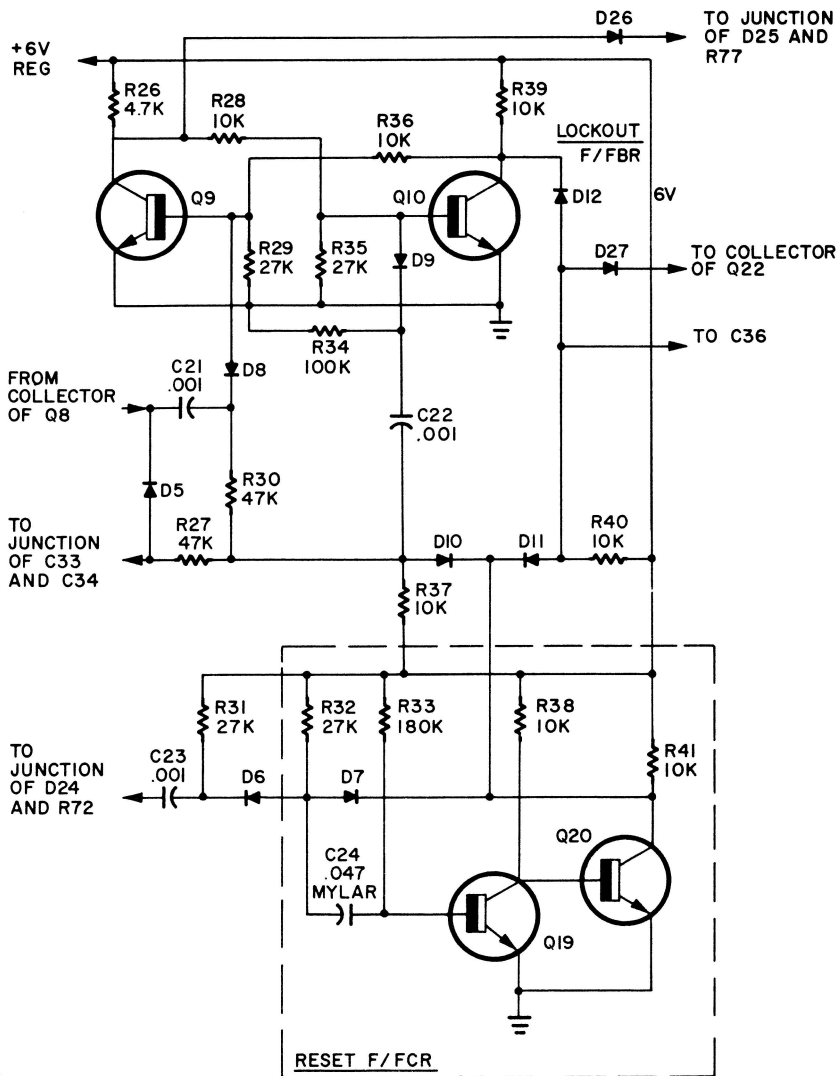 D26
TO JUNCTION
OF D25 AND
R77
+6V
REG
R26
4.7K
R28
10K
R36
10K
R39
10K
LOCKOUT
F/FBR
Q9
Q10
D12
6V
R29
27K
R35
27K
D9
D27
TO COLLECTOR
OF Q22
R34
100K
TO C36
FROM
COLLECTOR
OF Q8
C21
.001
D8
C22
.001
D5
R30
47K
TO
JUNCTION
OF C33
AND C34
R27
47K
D10
D11
R40
10K
R37
10K
R31
27K
R32
27K
R33
180K
R38
10K
R41
10K
TO
JUNCTION
OF D24
AND R72
C23
.001
D6
D7
C24
.047
MYLAR
Q20
Q19
RESET F/FCR